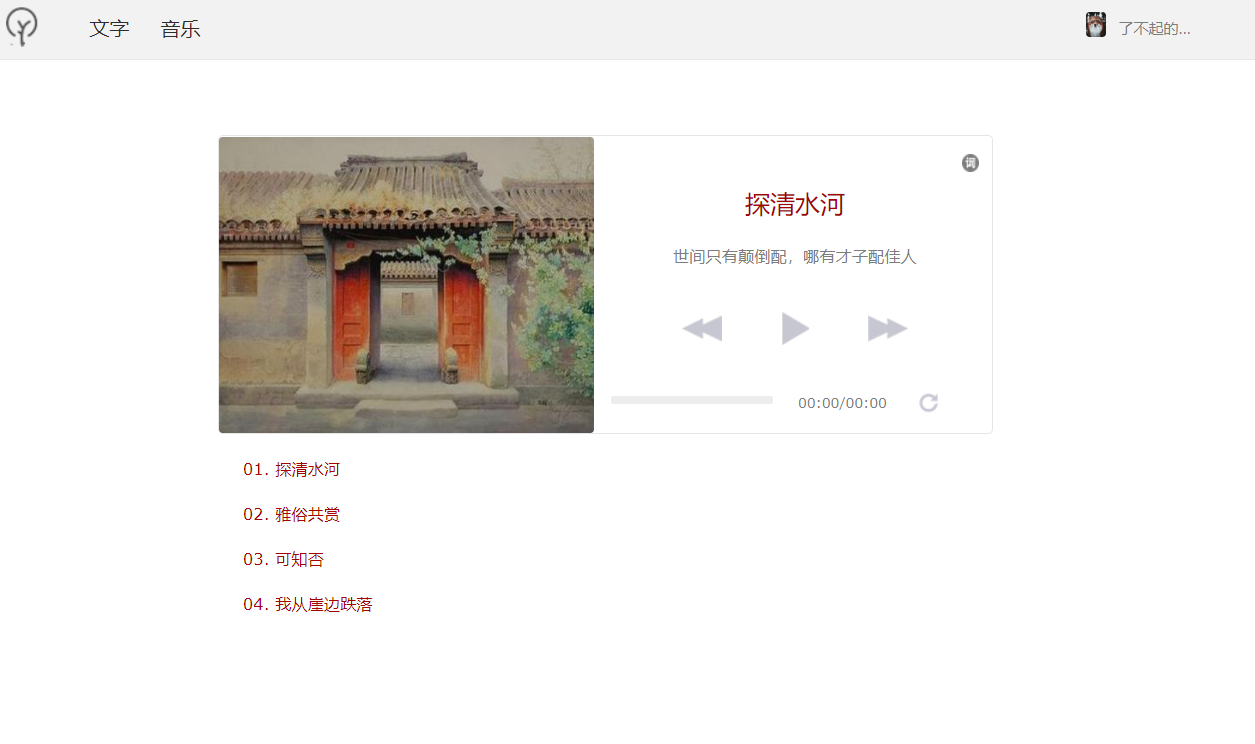 文字
音乐
了不起的...
词
探清水河
世间只有颠倒配，哪有才子配佳人
00:00/00:00
01. 探清水河
02. 雅俗共赏
03. 可知否
04. 我从崖边跌落